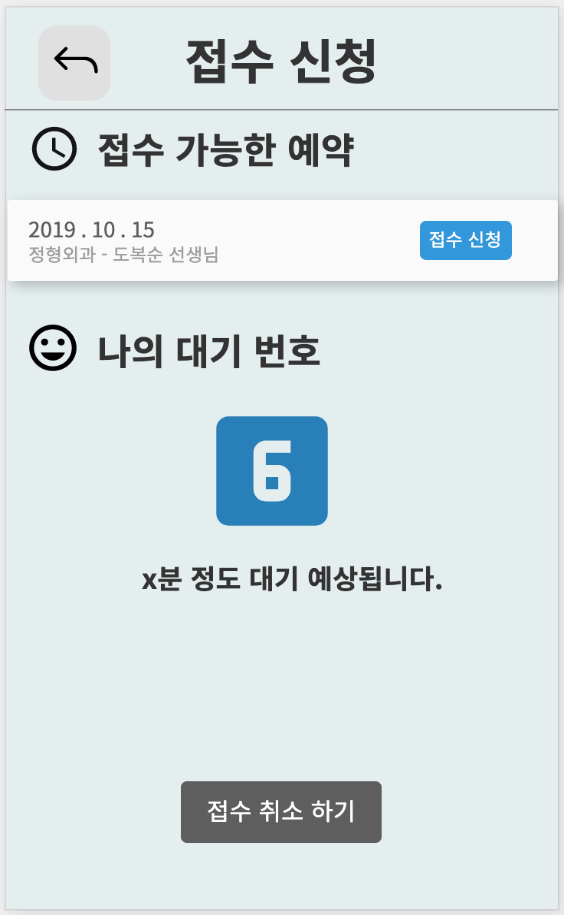 접수 신청
접수 가능한 예약
2019 . 10 . 15
정형외과 - 도복순 선생님
접수 신청
나의 대기 번호
6
x분 정도 대기 예상됩니다.
접수 취소 하기